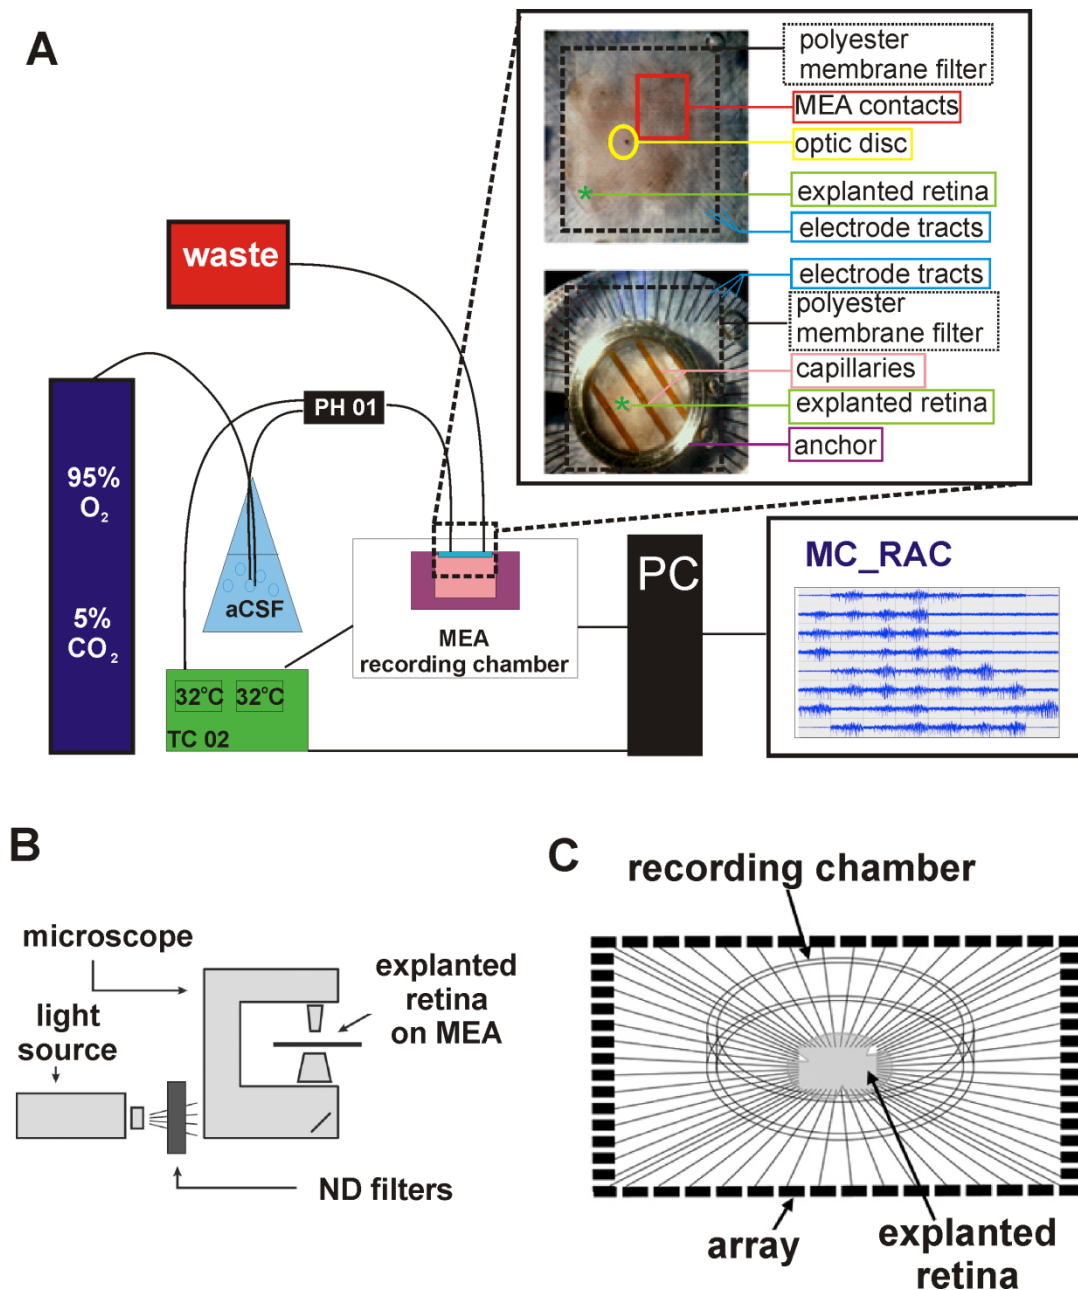 A
polyester
membrane filter
MEA contacts
optic disc
explanted retina
electrode tracts
electrode tracts
polyester
membrane filter
capillaries
explanted retina
anchor
waste
PH 01
95%
O₂
5%
CO₂
aCSF
32°C 32°C
TC 02
MEA
recording chamber
PC
MC_RAC
B
microscope
light
source
explanted
retina
on MEA
ND filters
C
recording chamber
array
explanted
retina